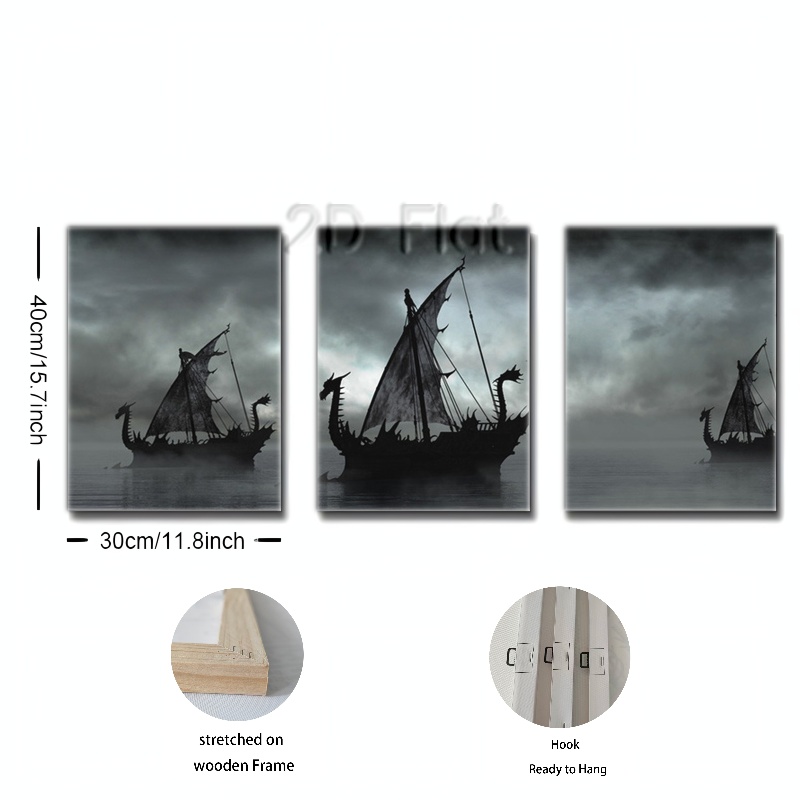 2D Flat
40cm/15.7inch
30cm/11.8inch
stretched on
wooden Frame
Hook
Ready to Hang